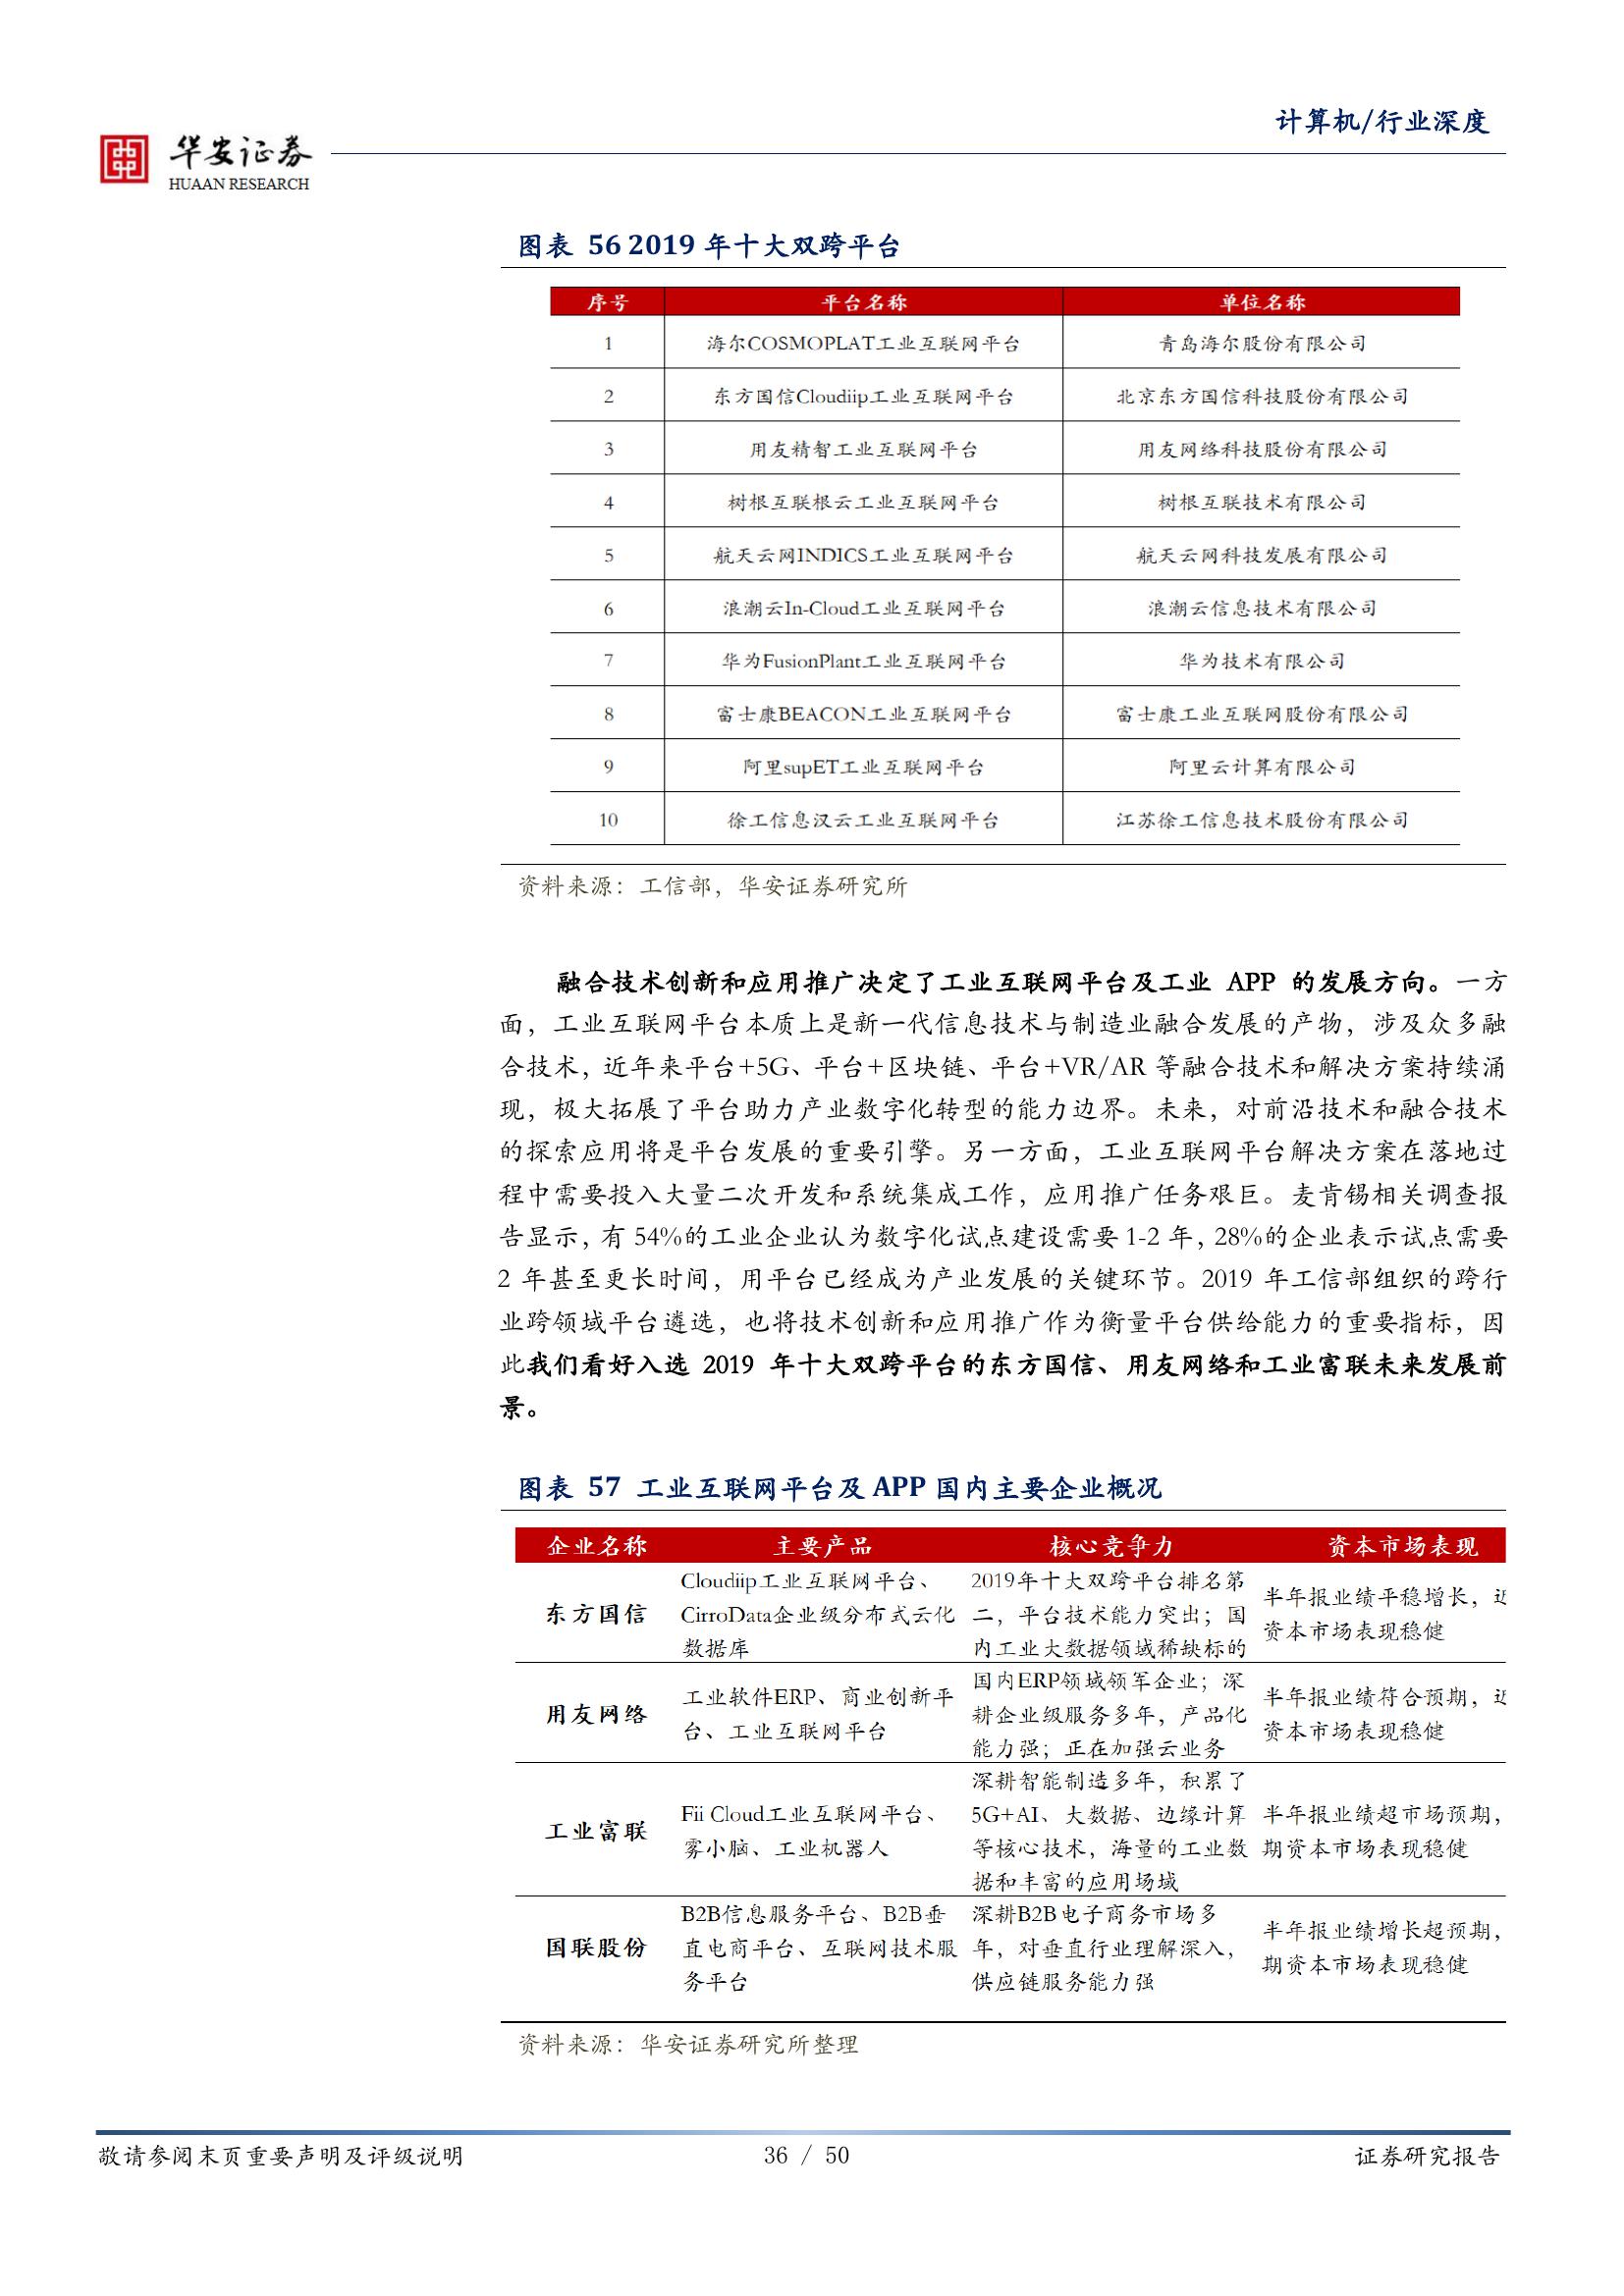 计算机/行业深度
华安证券
HUAAN RESEARCH
图表 56 2019 年十大双跨平台
序号 平台名称 单位名称
1 海尔COSMOPLAT工业互联网平台 青岛海尔股份有限公司
2 东方国信Cloudiip工业互联网平台 北京东方国信科技股份有限公司
3 用友精智工业互联网平台 用友网络科技股份有限公司
4 树根互联根云工业互联网平台 树根互联技术有限公司
5 航天云网INDICS工业互联网平台 航天云网科技发展有限公司
6 浪潮云In-Cloud工业互联网平台 浪潮云信息技术有限公司
7 华为FusionPlant工业互联网平台 华为技术有限公司
8 富士康BEACON工业互联网平台 富士康工业互联网股份有限公司
9 阿里supET工业互联网平台 阿里云计算有限公司
10 徐工信息汉云工业互联网平台 江苏徐工信息技术股份有限公司
资料来源：工信部，华安证券研究所
融合技术创新和应用推广决定了工业互联网平台及工业 APP 的发展方向。一方
面，工业互联网平台本质上是新一代信息技术与制造业融合发展的产物，涉及众多融
合技术，近年来平台+5G、平台+区块链、平台+VR/AR 等融合技术和解决方案持续涌
现，极大拓展了平台助力产业数字化转型的能力边界。未来，对前沿技术和融合技术
的探索应用将是平台发展的重要引擎。另一方面，工业互联网平台解决方案在落地过
程中需要投入大量二次开发和系统集成工作，应用推广任务艰巨。麦肯锡相关调查报
告显示，有 54%的工业企业认为数字化试点建设需要 1-2 年，28%的企业表示试点需要
2 年甚至更长时间，用平台已经成为产业发展的关键环节。2019 年工信部组织的跨行
业跨领域平台遴选，也将技术创新和应用推广作为衡量平台供给能力的重要指标，因
此我们看好入选 2019 年十大双跨平台的东方国信、用友网络和工业富联未来发展前
景。
图表 57 工业互联网平台及 APP 国内主要企业概况
企业名称 主要产品 核心竞争力 资本市场表现
东方国信
Cloudiip工业互联网平台、
CirroData企业级分布式云化
数据库
2019年十大双跨平台排名第
二，平台技术能力突出；国
内工业大数据领域稀缺标的
半年报业绩平稳增长，近
资本市场表现稳健
用友网络
工业软件ERP、商业创新平
台、工业互联网平台
国内ERP领域领军企业；深
耕企业级服务多年，产品化
能力强；正在加强云业务
半年报业绩符合预期，近
资本市场表现稳健
工业富联
Fii Cloud工业互联网平台、
雾小脑、工业机器人
深耕智能制造多年，积累了
5G+AI、大数据、边缘计算
等核心技术，海量的工业数
据和丰富的应用场域
半年报业绩超市场预期，
期资本市场表现稳健
国联股份
B2B信息服务平台、B2B垂
直电商平台、互联网技术服
务平台
深耕B2B电子商务市场多
年，对垂直行业理解深入，
供应链服务能力强
半年报业绩增长超预期，
期资本市场表现稳健
资料来源：华安证券研究所整理
敬请参阅末页重要声明及评级说明
36 / 50
证券研究报告